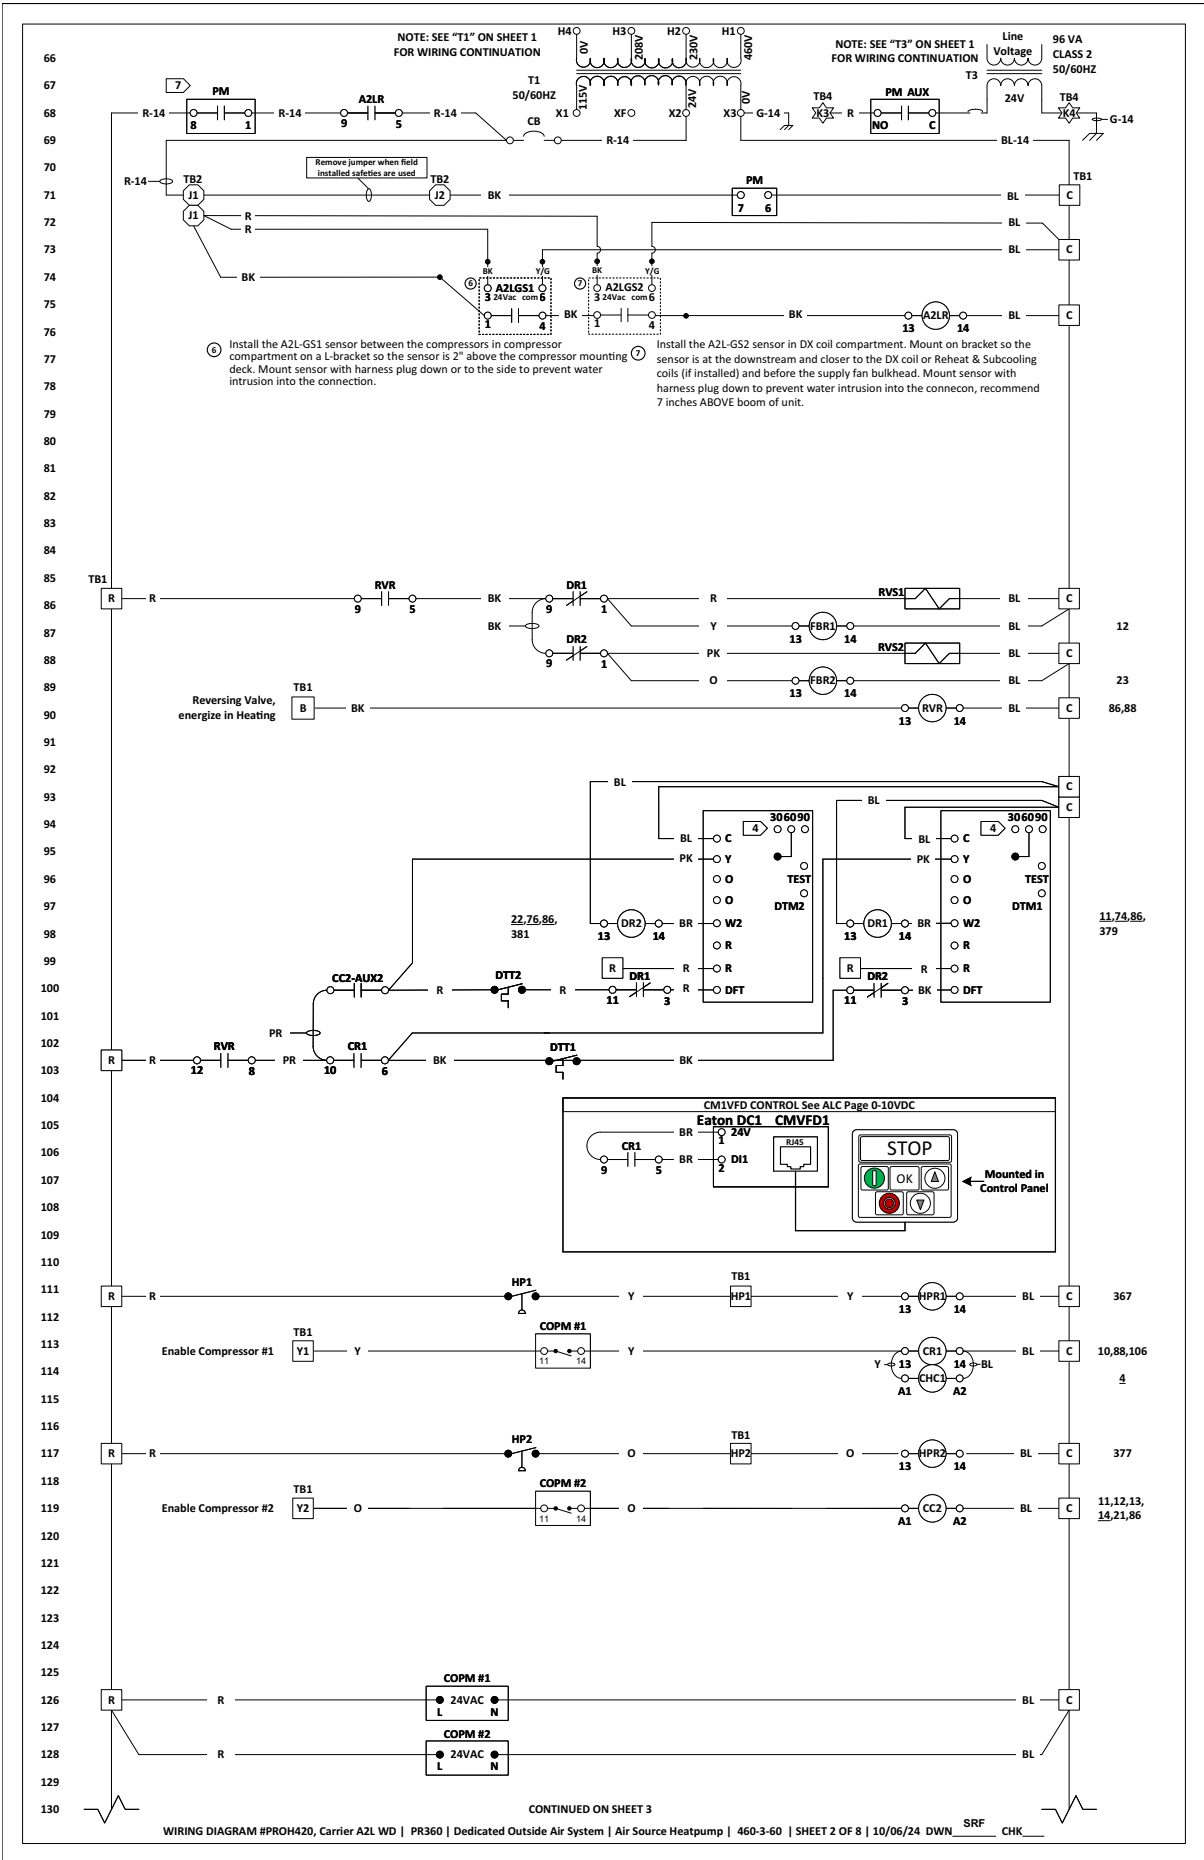 NOTE: SEE “T1” ON SHEET 1
FOR WIRING CONTINUATION
H4 H3 H2 H1
0V 208V 230V 460V
NOTE: SEE “T3” ON SHEET 1
FOR WIRING CONTINUATION
Line
Voltage
96 VA
CLASS 2
50/60HZ
66
67
T1
50/60HZ
115V 24V 0V
T3
24V
7
PM
A2LR
X1 XF X2 X3
G-14
TB4
K3
R
PM AUX
NO C
TB4
K4
G-14
68
R-14 8 1 R-14 9 5 R-14
CB
69
R-14
BL-14
70
Remove jumper when field
installed safeties are used
R-14
TB2
TB2
PM
TB1
71
J1 J2 BK 7 6 BL C
72
J1 R
R
BL
73
BL C
BK Y/G BK Y/G
74
BK
6 A2LGS1
3 24Vac com 6
7 A2LGS2
3 24Vac com 6
75
1 4 BK 1 4 BK 13 A2LR 14 BL C
76
6 Install the A2L-GS1 sensor between the compressors in compressor
compartment on a L-bracket so the sensor is 2" above the compressor mounting
deck. Mount sensor with harness plug down or to the side to prevent water
intrusion into the connection.
7 Install the A2L-GS2 sensor in DX coil compartment. Mount on bracket so the
sensor is at the downstream and closer to the DX coil or Reheat & Subcooling
coils (if installed) and before the supply fan bulkhead. Mount sensor with
harness plug down to prevent water intrusion into the connecon, recommend
7 inches ABOVE boom of unit.
77
78
79
80
81
82
83
84
85
TB1
RVR DR1 RVS1
86
R R 9 5 BK 9 1 R BL C
87
BK Y 13 FBR1 14 BL 12
DR2 RVS2
88
9 1 PK BL C
89
O 13 FBR2 14 BL 23
Reversing Valve,
energize in Heating
TB1
90
B BK 13 RVR 14 BL C 86,88
91
92
BL C
93
BL C
94
4 306090
4 306090
BL C
BL C
95
PK Y
PK Y
96
O TEST
O TEST
97
O DTM2
O DTM1
22,76,86,
381
11,74,86,
379
98
13 DR2 14 BR W2
13 DR1 14 BR W2
R
R
99
R R R
R R R
100
CC2-AUX2 R DTT2 R 11 DR1 3 R DFT
11 DR2 3 BK DFT
101
PR
102
RVR CR1 DTT1
103
R R 12 8 PR 10 6 BK BK
104
CM1VFD CONTROL See ALC Page 0-10VDC
105
Eaton DC1 CMVFD1
BR 1 24V
RJ45
106
CR1
9 5 BR 2 DI1
STOP
107
OK
Mounted in
Control Panel
108
109
110
111
HP1 TB1
R R Y HP1 Y 13 HPR1 14 BL C 367
112
COPM #1
113
Enable Compressor #1 TB1 Y1 Y 11 14 Y 13 CR1 14 BL C 10,88,106
114
Y BL
A1 CHC1 A2 4
115
116
117
HP2 TB1
R R O HP2 O 13 HPR2 14 BL C 377
118
COPM #2
119
Enable Compressor #2 TB1 Y2 O 11 14 O A1 CC2 A2 BL C 11,12,13,
14,21,86
120
121
122
123
124
125
COPM #1
126
R R L 24VAC N BL C
127
COPM #2
128
R L 24VAC N BL
129
130
CONTINUED ON SHEET 3
WIRING DIAGRAM #PROH420, Carrier A2L WD | PR360 | Dedicated Outside Air System | Air Source Heatpump | 460-3-60 | SHEET 2 OF 8 | 10/06/24 DWN SRF CHK